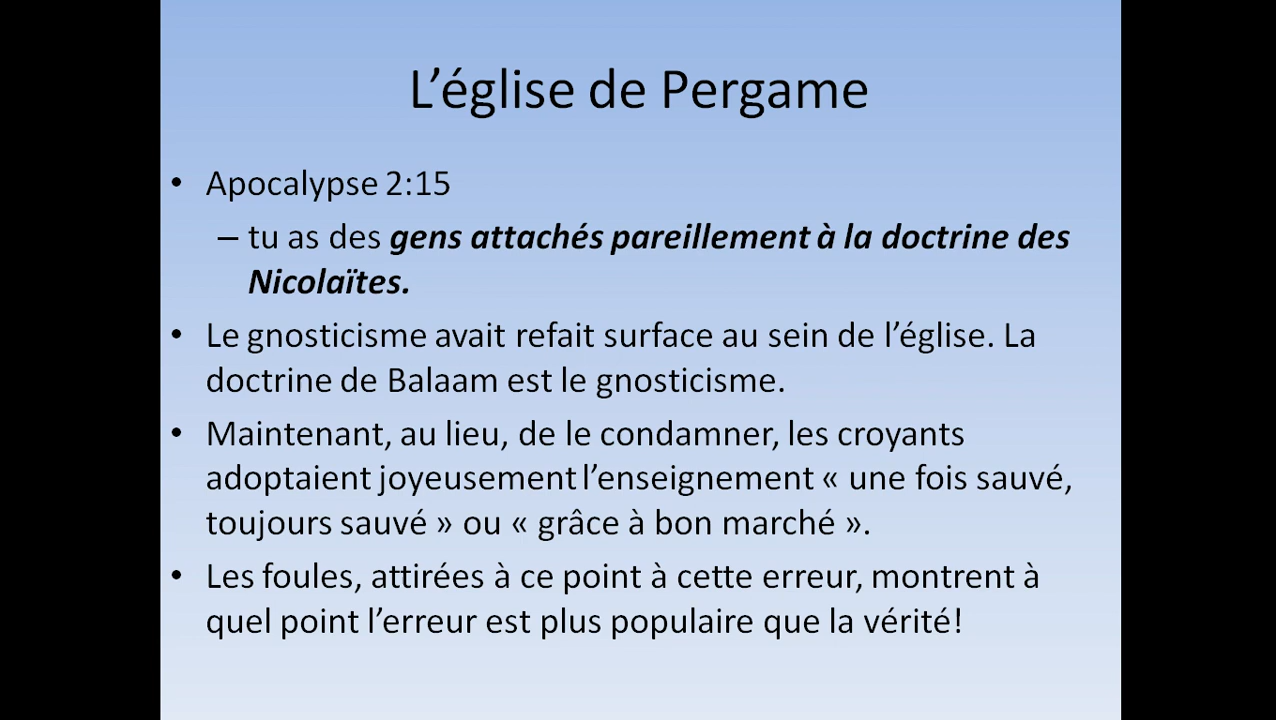 L’église de Pergame
• Apocalypse 2:15
– tu as des gens attachés pareillement à la doctrine des
Nicolaïtes.
• Le gnosticisme avait refait surface au sein de l’église. La
doctrine de Balaam est le gnosticisme.
• Maintenant, au lieu, de le condamner, les croyants
adoptaient joyeusement l’enseignement « une fois sauvé,
toujours sauvé » ou « grâce à bon marché ».
• Les foules, attirées à ce point à cette erreur, montrent à
quel point l’erreur est plus populaire que la vérité!